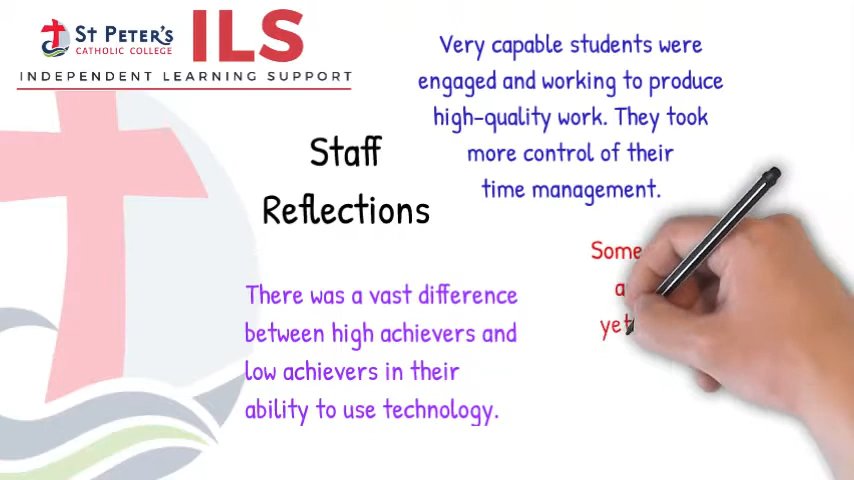 ST PETER'S
CATHOLIC COLLEGE
ILS
INDEPENDENT LEARNING SUPPORT
Very capable students were
engaged and working to produce
high-quality work. They took
more control of their
time management.
Staff
Reflections
There was a vast difference
between high achievers and
low achievers in their
ability to use technology.
Some
yet